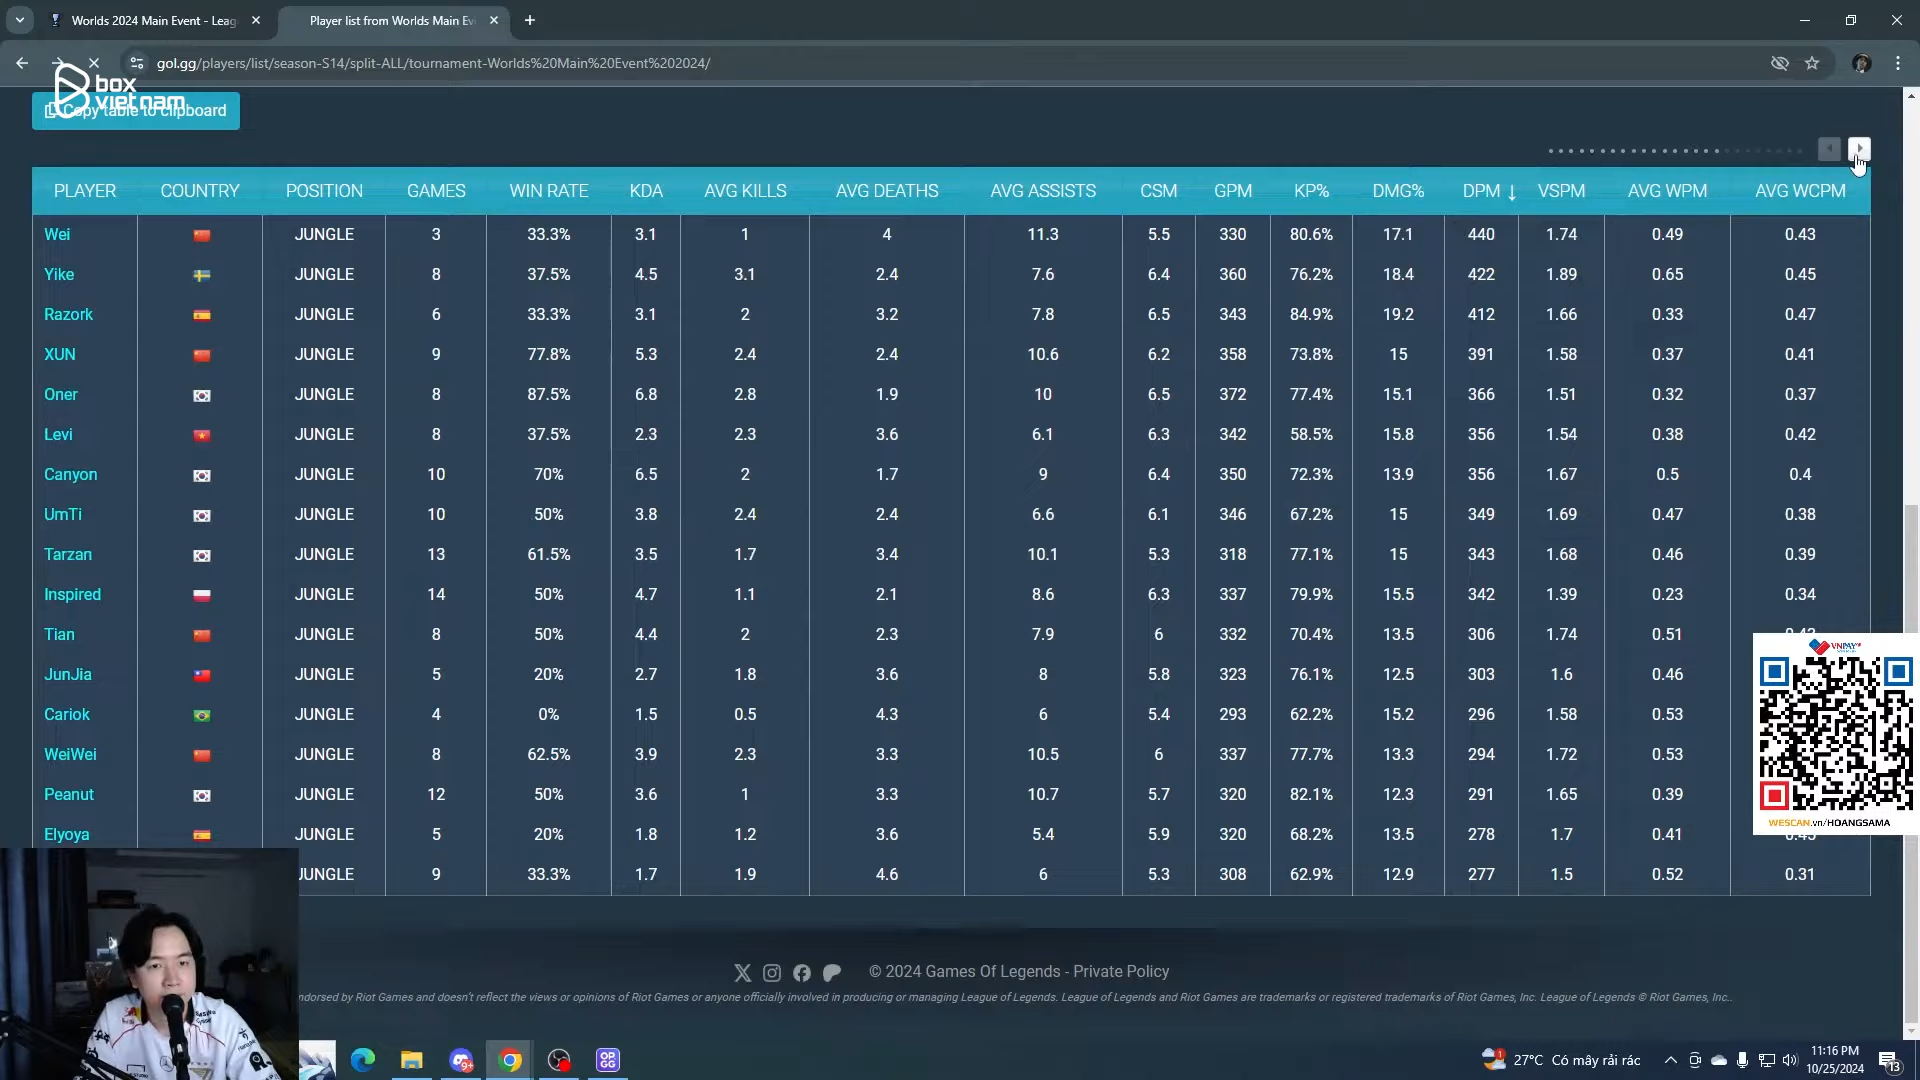 Worlds 2024 Main Event - Leag
Player list from Worlds Main Ev
gol.gg/players/list/season-S14/split-ALL/tournament-Worlds%20Main%20Event%202024/
box
vietnam
Copy table to clipboard
PLAYER COUNTRY POSITION GAMES WIN RATE KDA AVG KILLS AVG DEATHS AVG ASSISTS CSM GPM KP% DMG% DPM ↓ VSPM AVG WPM AVG WCPM
Wei JUNGLE 3 33.3% 3.1 1 4 11.3 5.5 330 80.6% 17.1 440 1.74 0.49 0.43
Yike JUNGLE 8 37.5% 4.5 3.1 2.4 7.6 6.4 360 76.2% 18.4 422 1.89 0.65 0.45
Razork JUNGLE 6 33.3% 3.1 2 3.2 7.8 6.5 343 84.9% 19.2 412 1.66 0.33 0.47
XUN JUNGLE 9 77.8% 5.3 2.4 2.4 10.6 6.2 358 73.8% 15 391 1.58 0.37 0.41
Oner JUNGLE 8 87.5% 6.8 2.8 1.9 10 6.5 372 77.4% 15.1 366 1.51 0.32 0.37
Levi JUNGLE 8 37.5% 2.3 2.3 3.6 6.1 6.3 342 58.5% 15.8 356 1.54 0.38 0.42
Canyon JUNGLE 10 70% 6.5 2 1.7 9 6.4 350 72.3% 13.9 356 1.67 0.5 0.4
UmTi JUNGLE 10 50% 3.8 2.4 2.4 6.6 6.1 346 67.2% 15 349 1.69 0.47 0.38
Tarzan JUNGLE 13 61.5% 3.5 1.7 3.4 10.1 5.3 318 77.1% 15 343 1.68 0.46 0.39
Inspired JUNGLE 14 50% 4.7 1.1 2.1 8.6 6.3 337 79.9% 15.5 342 1.39 0.23 0.34
Tian JUNGLE 8 50% 4.4 2 2.3 7.9 6 332 70.4% 13.5 306 1.74 0.51
JunJia JUNGLE 5 20% 2.7 1.8 3.6 8 5.8 323 76.1% 12.5 303 1.6 0.46
Cariok JUNGLE 4 0% 1.5 0.5 4.3 6 5.4 293 62.2% 15.2 296 1.58 0.53
WeiWei JUNGLE 8 62.5% 3.9 2.3 3.3 10.5 6 337 77.7% 13.3 294 1.72 0.53
Peanut JUNGLE 12 50% 3.6 1 3.3 10.7 5.7 320 82.1% 12.3 291 1.65 0.39
Elyoya JUNGLE 5 20% 1.8 1.2 3.6 5.4 5.9 320 68.2% 13.5 278 1.7 0.41
JUNGLE 9 33.3% 1.7 1.9 4.6 6 5.3 308 62.9% 12.9 277 1.5 0.52 0.31
VNPAY
WESCAN.vn/HOANGSAMA
© 2024 Games Of Legends - Private Policy
ndorsed by Riot Games and doesn't reflect the views or opinions of Riot Games or anyone officially involved in producing or managing League of Legends. League of Legends and Riot Games are trademarks or registered trademarks of Riot Games, Inc. League of Legends © Riot Games, Inc..
9+
OP
GG
1
27°C Có mây rải rác
11:16 PM
10/25/2024
13